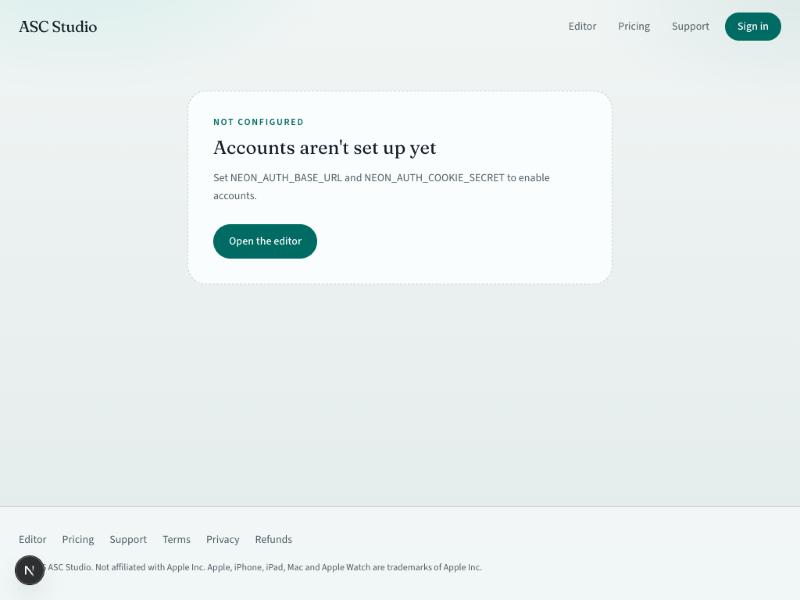 ASC Studio
Editor Pricing Support Sign in
NOT CONFIGURED
Accounts aren't set up yet
Set NEON_AUTH_BASE_URL and NEON_AUTH_COOKIE_SECRET to enable
accounts.
Open the editor
Editor Pricing Support Terms Privacy Refunds
ASC Studio. Not affiliated with Apple Inc. Apple, iPhone, iPad, Mac and Apple Watch are trademarks of Apple Inc.
N